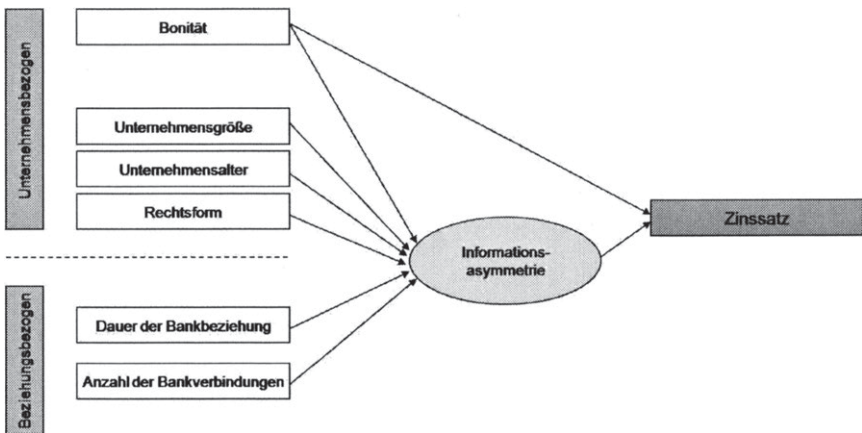 Unternehmensbezogen
Bonität
Unternehmensgröße
Unternehmensalter
Rechtsform
Beziehungsbezogen
Dauer der Bankbeziehung
Anzahl der Bankverbindungen
Informations-
asymmetrie
Zinssatz